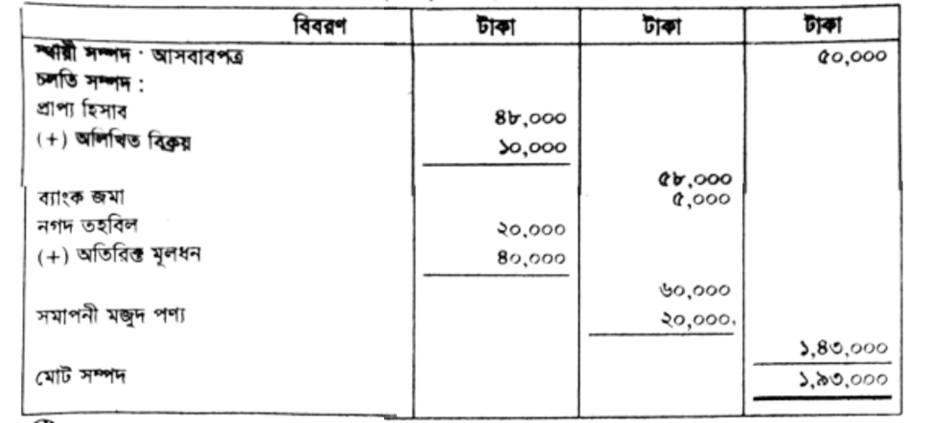 বিবরণ টাকা টাকা টাকা
স্থায়ী সম্পদ : আসবাবপত্র ৫০,০০০
চলতি সম্পদ :
প্রাপ্য হিসাব ৪৮,০০০
(+) অলিখিত বিক্রয় ১০,০০০
৫৮,০০০
ব্যাংক জমা ৫,০০০
নগদ তহবিল ২০,০০০
(+) অতিরিক্ত মূলধন ৪০,০০০
৬০,০০০
সমাপনী মজুদ পণ্য ২০,০০০
১,৪৩,০০০
মোট সম্পদ ১,৯৩,০০০